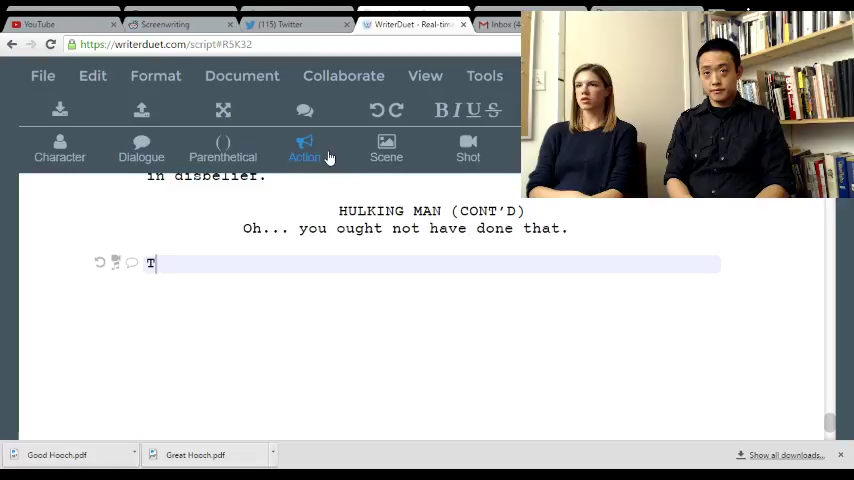 YouTube
Screenwriting
(115) Twitter
WriterDuet - Real-time
Inbox (4
https://writerduet.com/script#R5K32
File Edit Format Document Collaborate View Tools
B I U S
Character Dialogue Parenthetical Action Scene Shot
in disbelief.
HULKING MAN (CONT'D)
Oh... you ought not have done that.
T
Good Hooch.pdf
Great Hooch.pdf
Show all downloads...